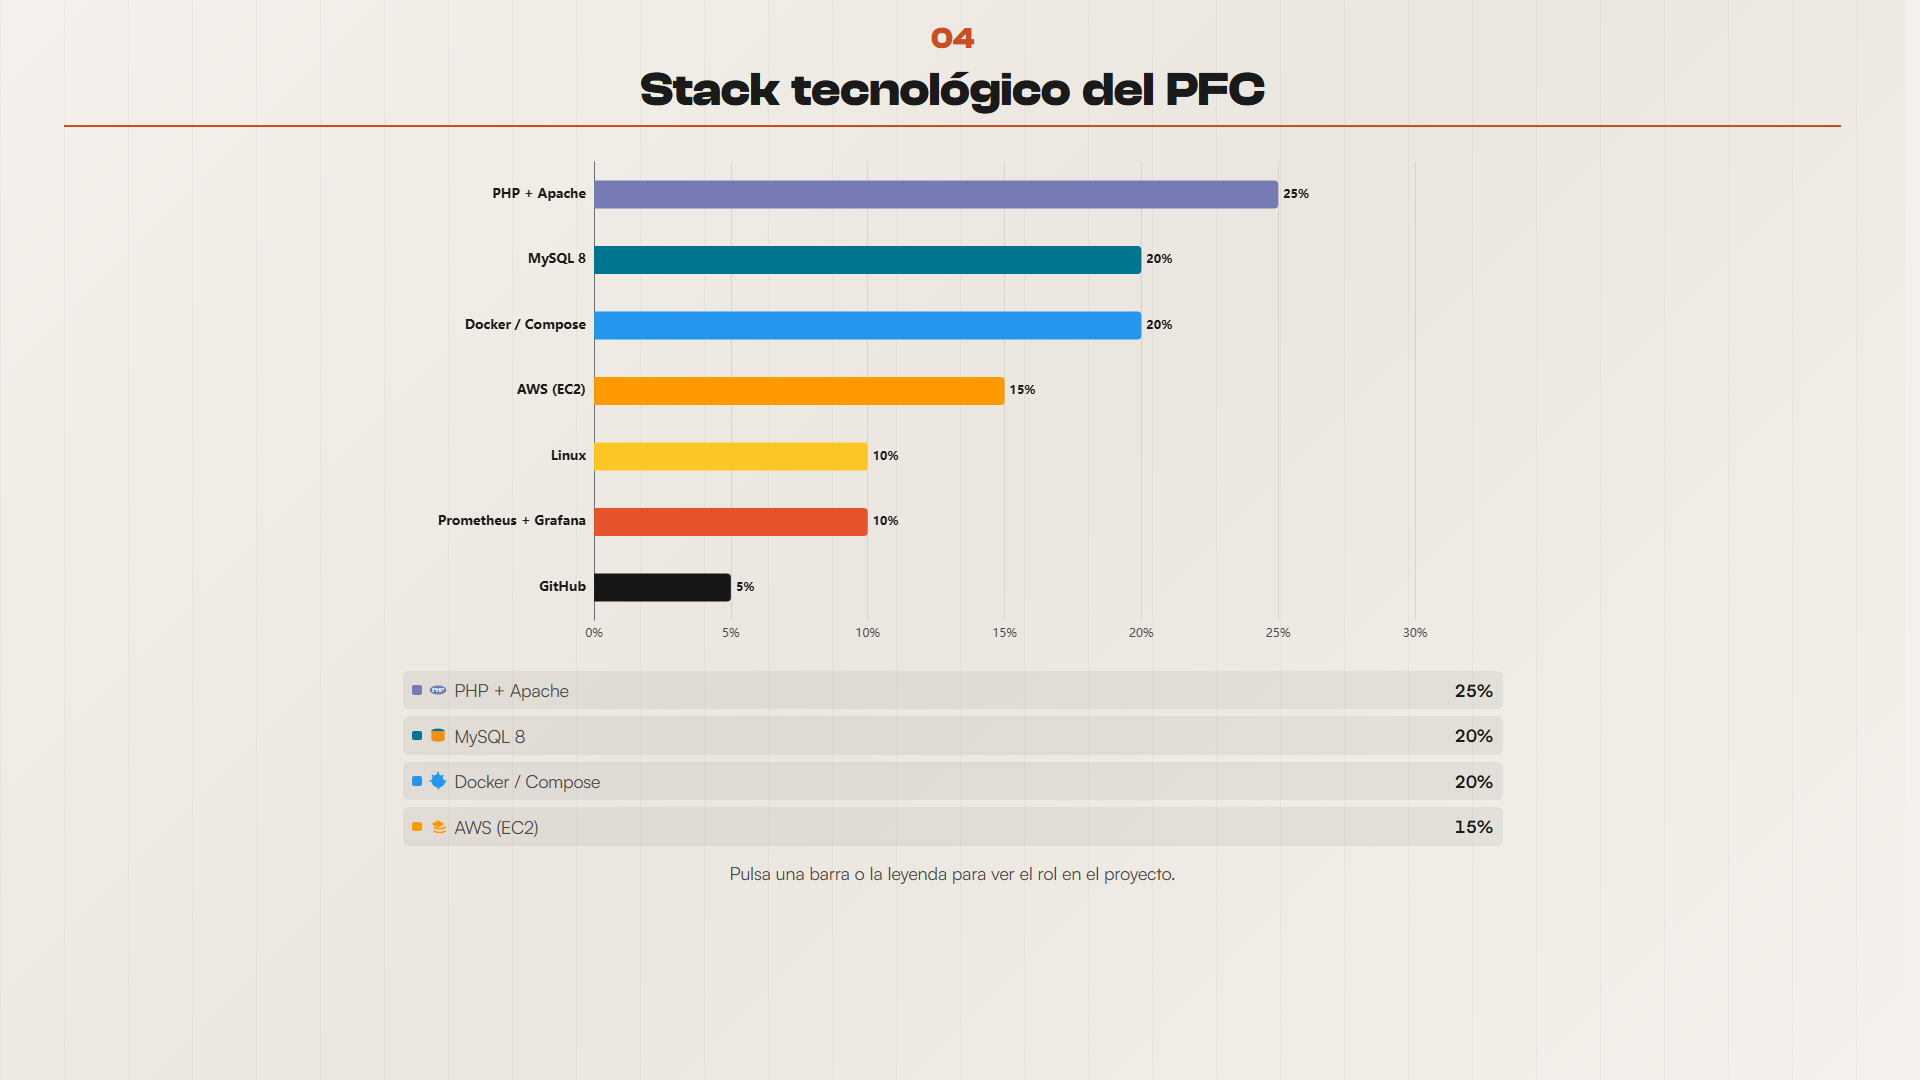 04
Stack tecnológico del PFC
PHP + Apache 25%
MySQL 8 20%
Docker / Compose 20%
AWS (EC2) 15%
Linux 10%
Prometheus + Grafana 10%
GitHub 5%
0% 5% 10% 15% 20% 25% 30%
PHP PHP + Apache 25%
MySQL 8 20%
Docker / Compose 20%
AWS (EC2) 15%
Pulsa una barra o la leyenda para ver el rol en el proyecto.